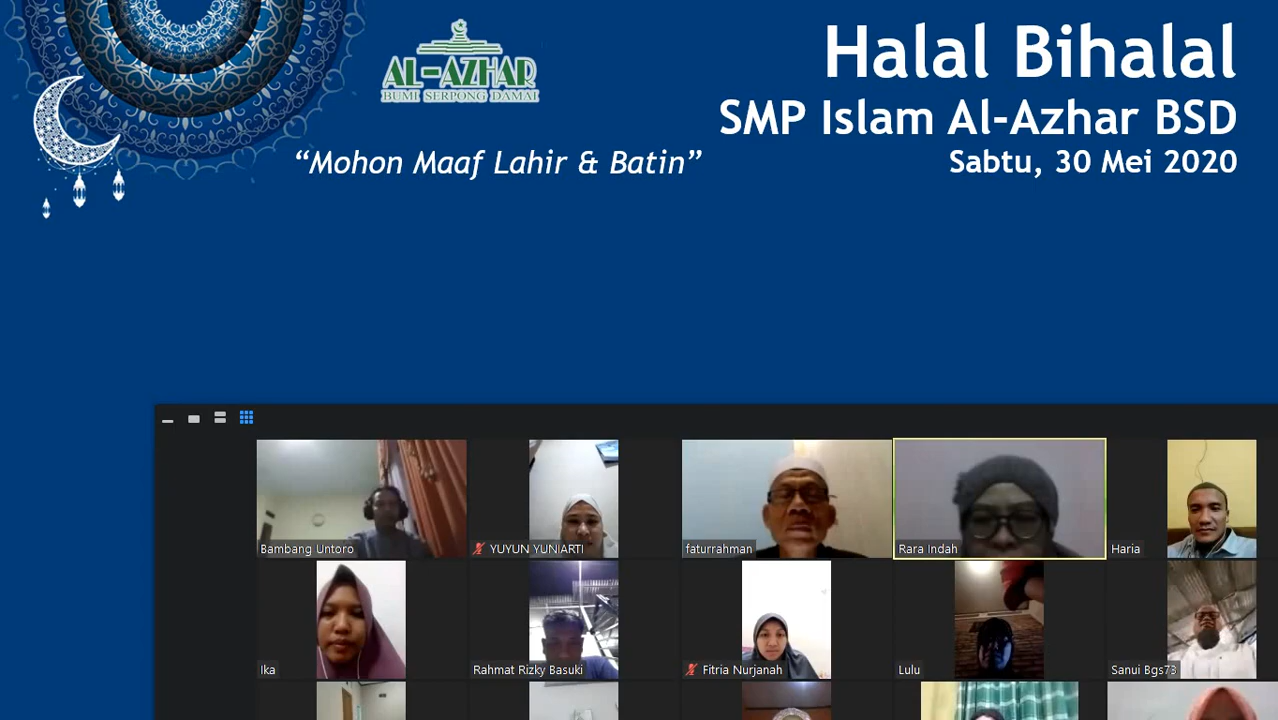 AL-AZHAR
BUMI SERPONG DAMAI
Halal Bihalal
SMP Islam Al-Azhar BSD
Sabtu, 30 Mei 2020
“Mohon Maaf Lahir & Batin”
Bambang Untoro
YUYUN YUNIARTI
faturrahman
Rara Indah
Haria
Ika
Rahmat Rizky Basuki
Fitria Nurjanah
Lulu
Sanui Bgs73